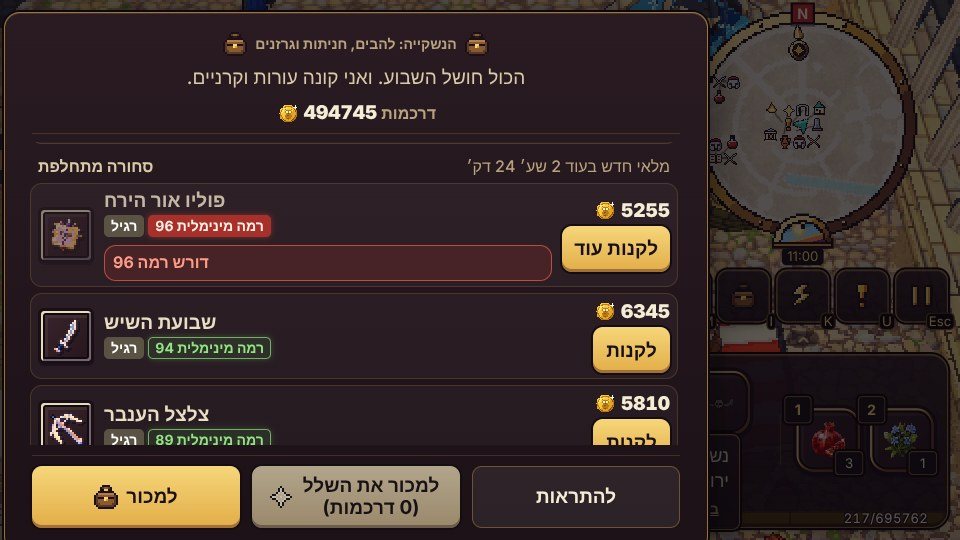 הנשקייה: להבים, חניתות וגרזנים
הכול חושל השבוע. ואני קונה עורות וקרניים.
494745 דרכמות
סחורה מתחלפת
מלאי חדש בעוד 2 שע׳ 24 דק׳
פוליו אור הירח
רגיל
רמה מינימלית 96
דורש רמה 96
5255
לקנות עוד
שבועת השיש
רגיל
רמה מינימלית 94
6345
לקנות
צלצל הענבר
רגיל
רמה מינימלית 89
5810
לקנות
למכור
למכור את השלל
(0 דרכמות)
להתראות
N
11:00
I
K
U
Esc
1
2
3
1
217/695762